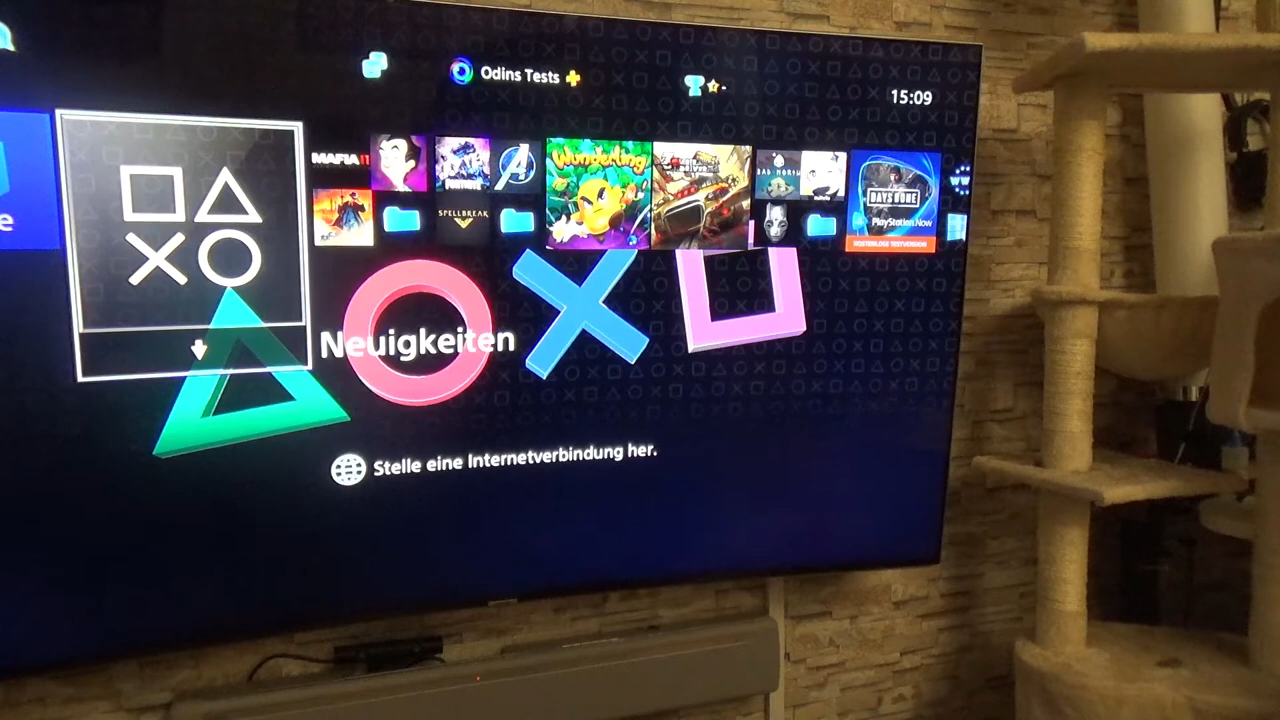 Odins Tests
15:09
MAFIA II
FORTNITE
Wunderling
BAD NORTH
DAYS GONE
PlayStation Now
KOSTENLOSE TESTVERSION
SPELLBREAK
e
Neuigkeiten
Stelle eine Internetverbindung her.